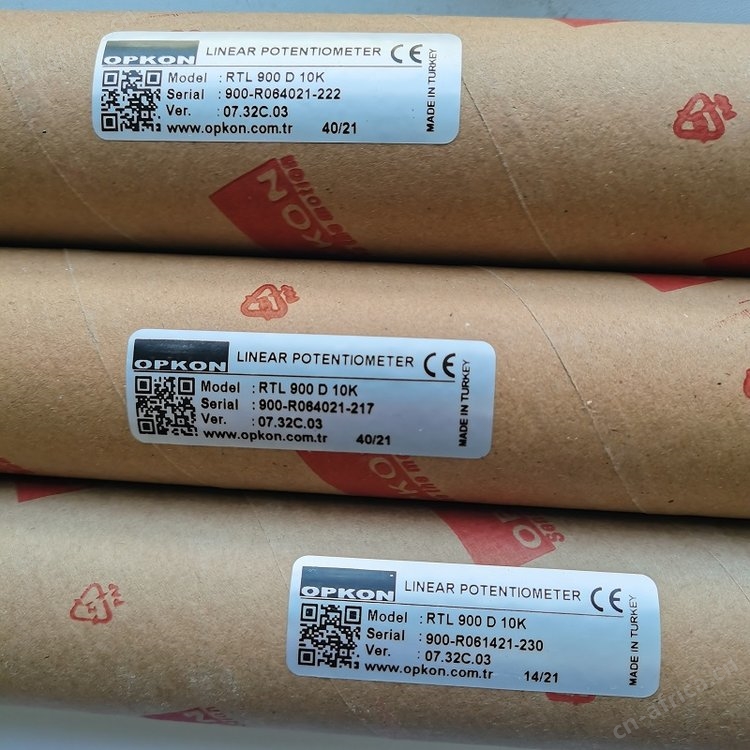 OPKON LINEAR POTENTIOMETER CE
Model : RTL 900 D 10K
Serial : 900-R064021-222
Ver. : 07.32C.03
www.opkon.com.tr 40/21
MADE IN TURKEY
KON
OPKON LINEAR POTENTIOMETER CE
Model : RTL 900 D 10K
Serial : 900-R064021-217
Ver. : 07.32C.03
www.opkon.com.tr 40/21
MADE IN TURKEY
OPKON LINEAR POTENTIOMETER CE
Model : RTL 900 D 10K
Serial : 900-R061421-230
Ver. : 07.32C.03
www.opkon.com.tr 14/21
MADE IN TURKEY